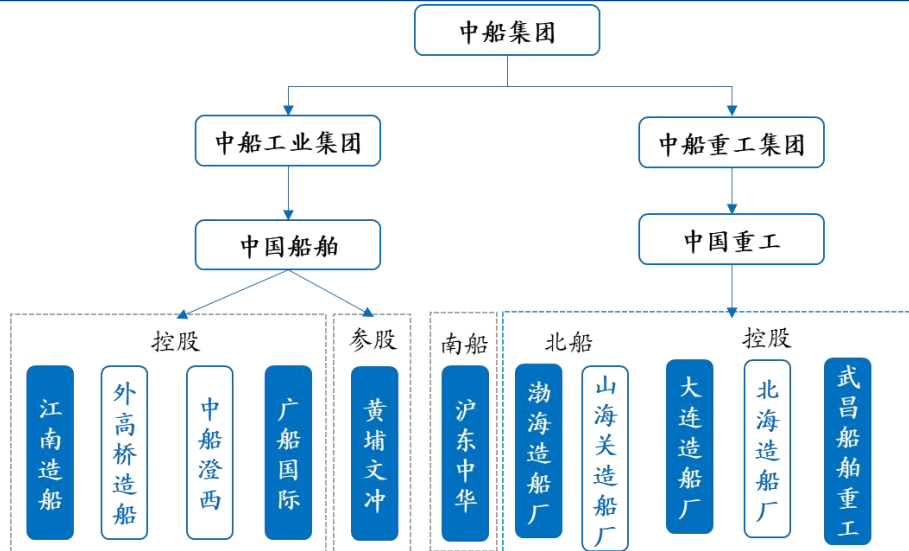 中船集团
中船工业集团
中船重工集团
中国船舶
中国重工
控股
参股
南船
北船
控股
江南造船
外高桥造船
中船澄西
广船国际
黄埔文冲
沪东中华
渤海造船厂
山海关造船厂
大连造船厂
北海造船厂
武昌船舶重工